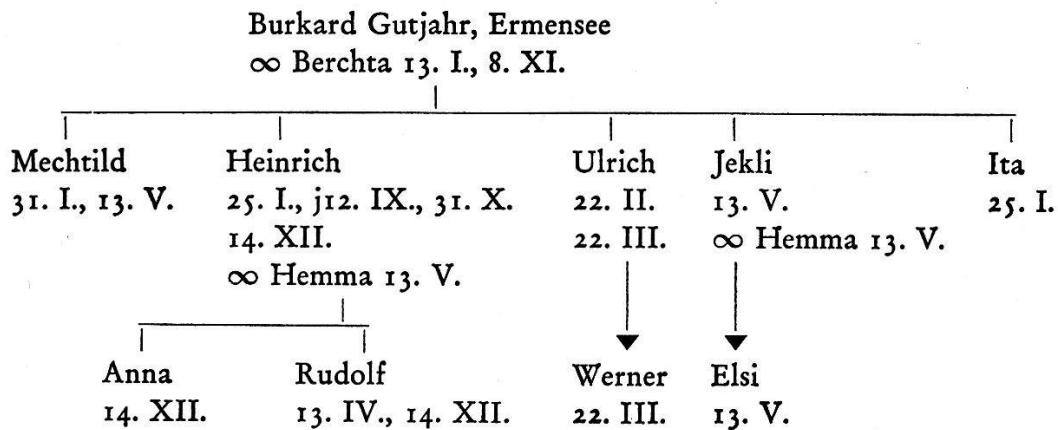 Burkard Gutjahr, Ermensee
∞ Berchta 13. I., 8. XI.
Mechtild
31. I., 13. V.
Heinrich
25. I., j12. IX., 31. X.
14. XII.
∞ Hemma 13. V.
Ulrich
22. II.
22. III.
Jekli
13. V.
∞ Hemma 13. V.
Ita
25. I.
Anna
14. XII.
Rudolf
13. IV., 14. XII.
Werner
22. III.
Elsi
13. V.